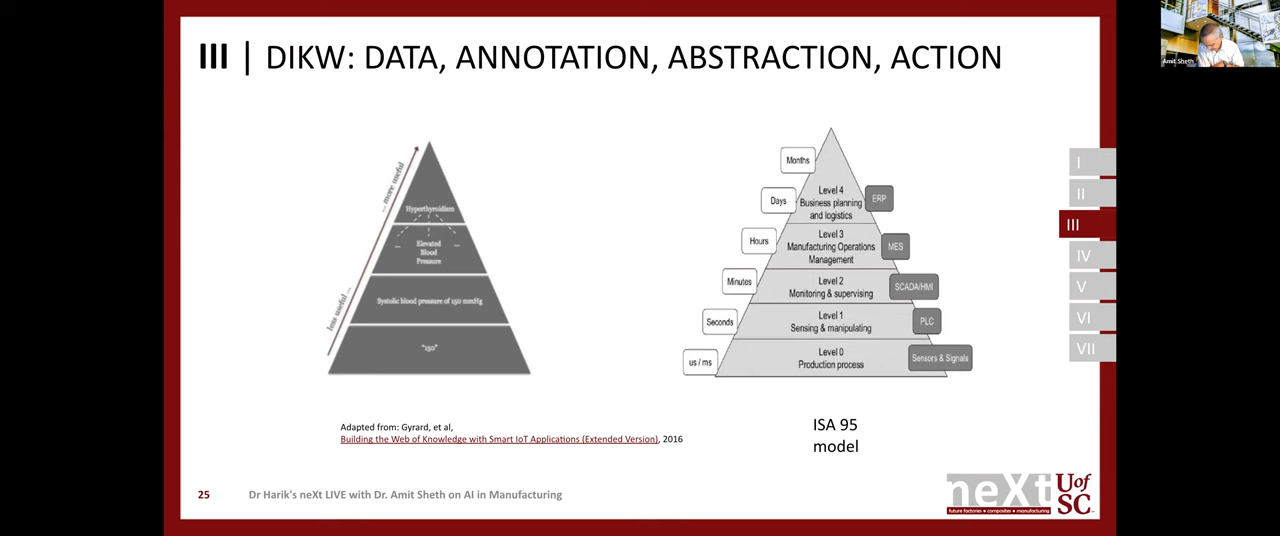 III | DIKW: DATA, ANNOTATION, ABSTRACTION, ACTION
Amit Sheth
... more useful
less useful ...
Hyperthyroidism
Elevated
Blood
Pressure
Systolic blood pressure of 150 mmHg
"150"
Adapted from: Gyrard, et al,
Building the Web of Knowledge with Smart IoT Applications (Extended Version), 2016
Months
Days
Hours
Minutes
Seconds
us / ms
Level 4
Business planning
and logistics
Level 3
Manufacturing Operations
Management
Level 2
Monitoring & supervising
Level 1
Sensing & manipulating
Level 0
Production process
ERP
MES
SCADA/HMI
PLC
Sensors & Signals
ISA 95
model
I
II
III
IV
V
VI
VII
25
Dr Harik's neXt LIVE with Dr. Amit Sheth on AI in Manufacturing
neXt
future factories • composites • manufacturing
UofSC